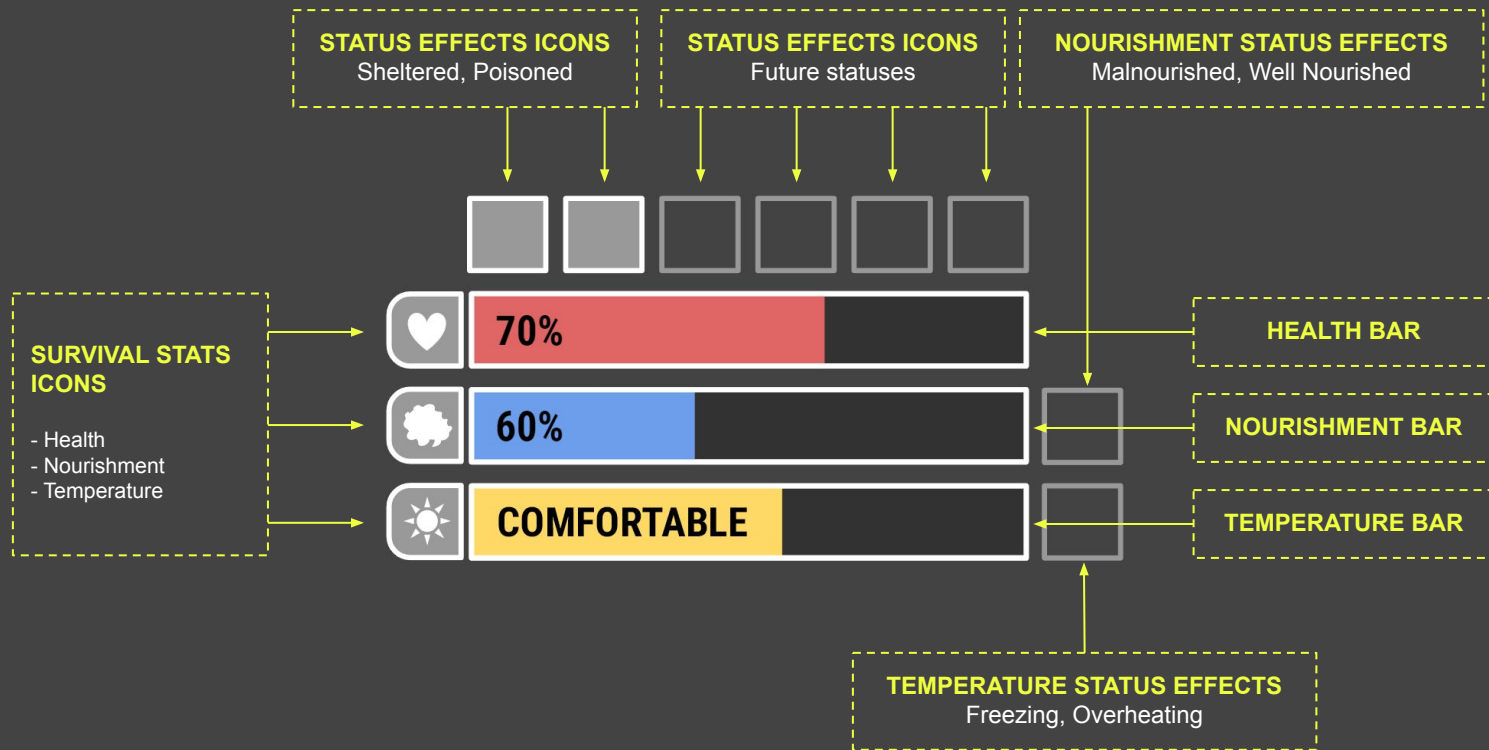 STATUS EFFECTS ICONS
Sheltered, Poisoned
STATUS EFFECTS ICONS
Future statuses
NOURISHMENT STATUS EFFECTS
Malnourished, Well Nourished
SURVIVAL STATS
ICONS
- Health
- Nourishment
- Temperature
70%
60%
COMFORTABLE
HEALTH BAR
NOURISHMENT BAR
TEMPERATURE BAR
TEMPERATURE STATUS EFFECTS
Freezing, Overheating